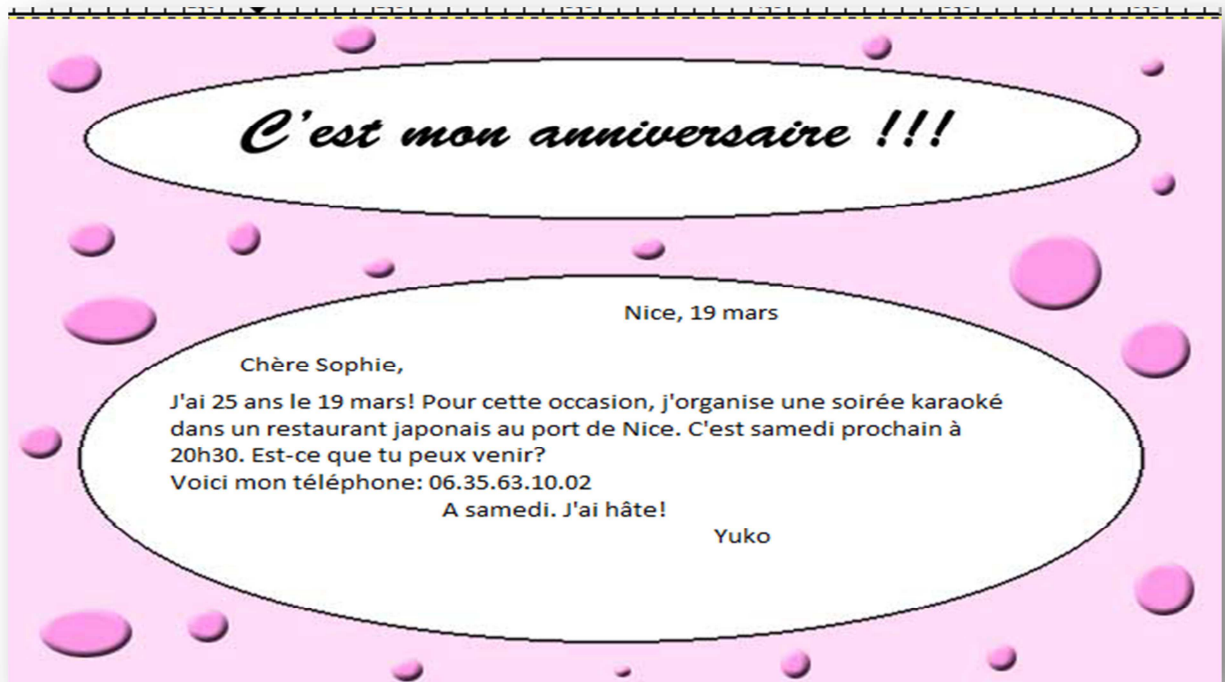 C'est mon anniversaire !!!
Nice, 19 mars
Chère Sophie,
J'ai 25 ans le 19 mars! Pour cette occasion, j'organise une soirée karaoké
dans un restaurant japonais au port de Nice. C'est samedi prochain à
20h30. Est-ce que tu peux venir?
Voici mon téléphone: 06.35.63.10.02
A samedi. J'ai hâte!
Yuko